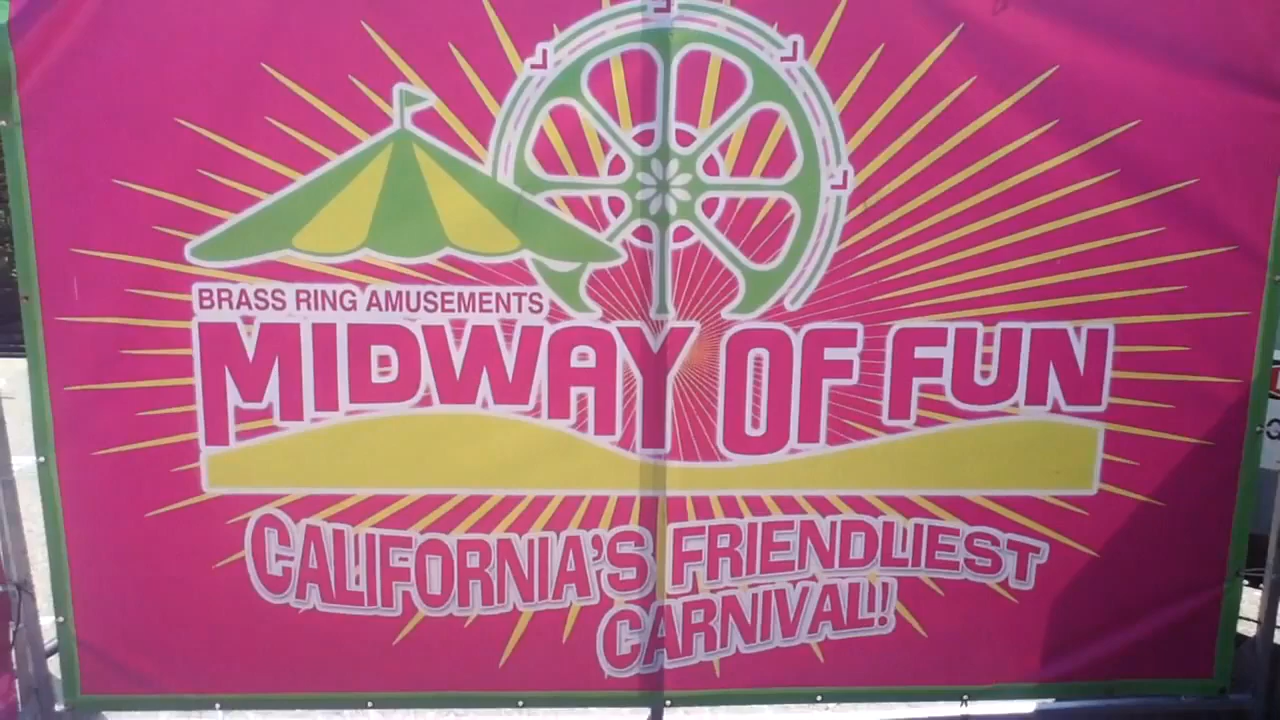 BRASS RING AMUSEMENTS
MIDWAY OF FUN
CALIFORNIA'S FRIENDLIEST
CARNIVAL!